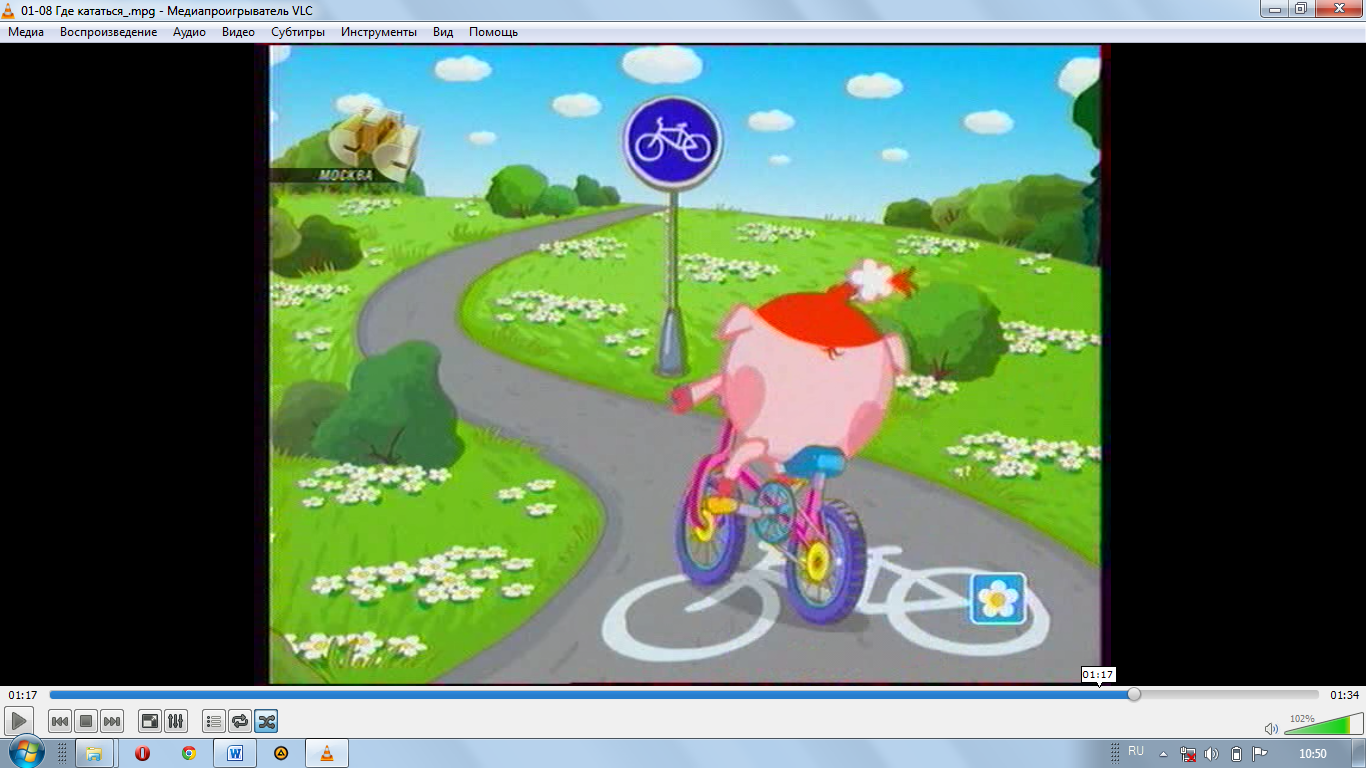 01-08 Где кататься_.mpg - Медиапроигрыватель VLC
Медиа Воспроизведение Аудио Видео Субтитры Инструменты Вид Помощь
МОСКВА
01:17
01:17 01:34
102%
RU 10:50